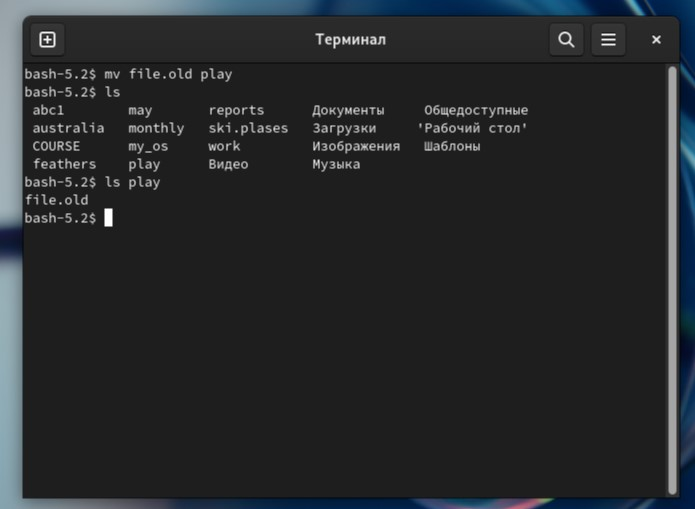 Терминал
bash-5.2$ mv file.old play
bash-5.2$ ls
abc1 may reports Документы Общедоступные
australia monthly ski.plases Загрузки 'Рабочий стол'
COURSE my_os work Изображения Шаблоны
feathers play Видео Музыка
bash-5.2$ ls play
file.old
bash-5.2$